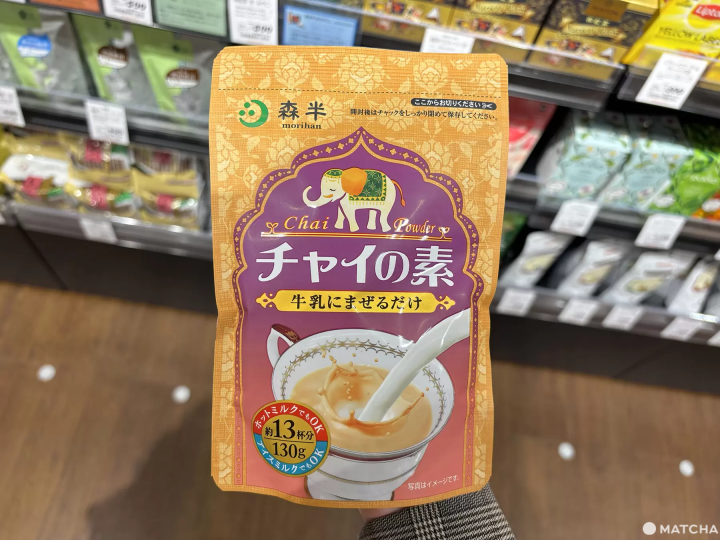 ここからお切りください
森半
morihan
開封後はチャックをしっかり閉めて保存してください。
Chai Powder
チャイの素
牛乳にまぜるだけ
ホットミルクでもOK
約13杯分
130g
アイスミルクでもOK
写真はイメージです。
Lipton
YELLOW LABEL
MATCHA